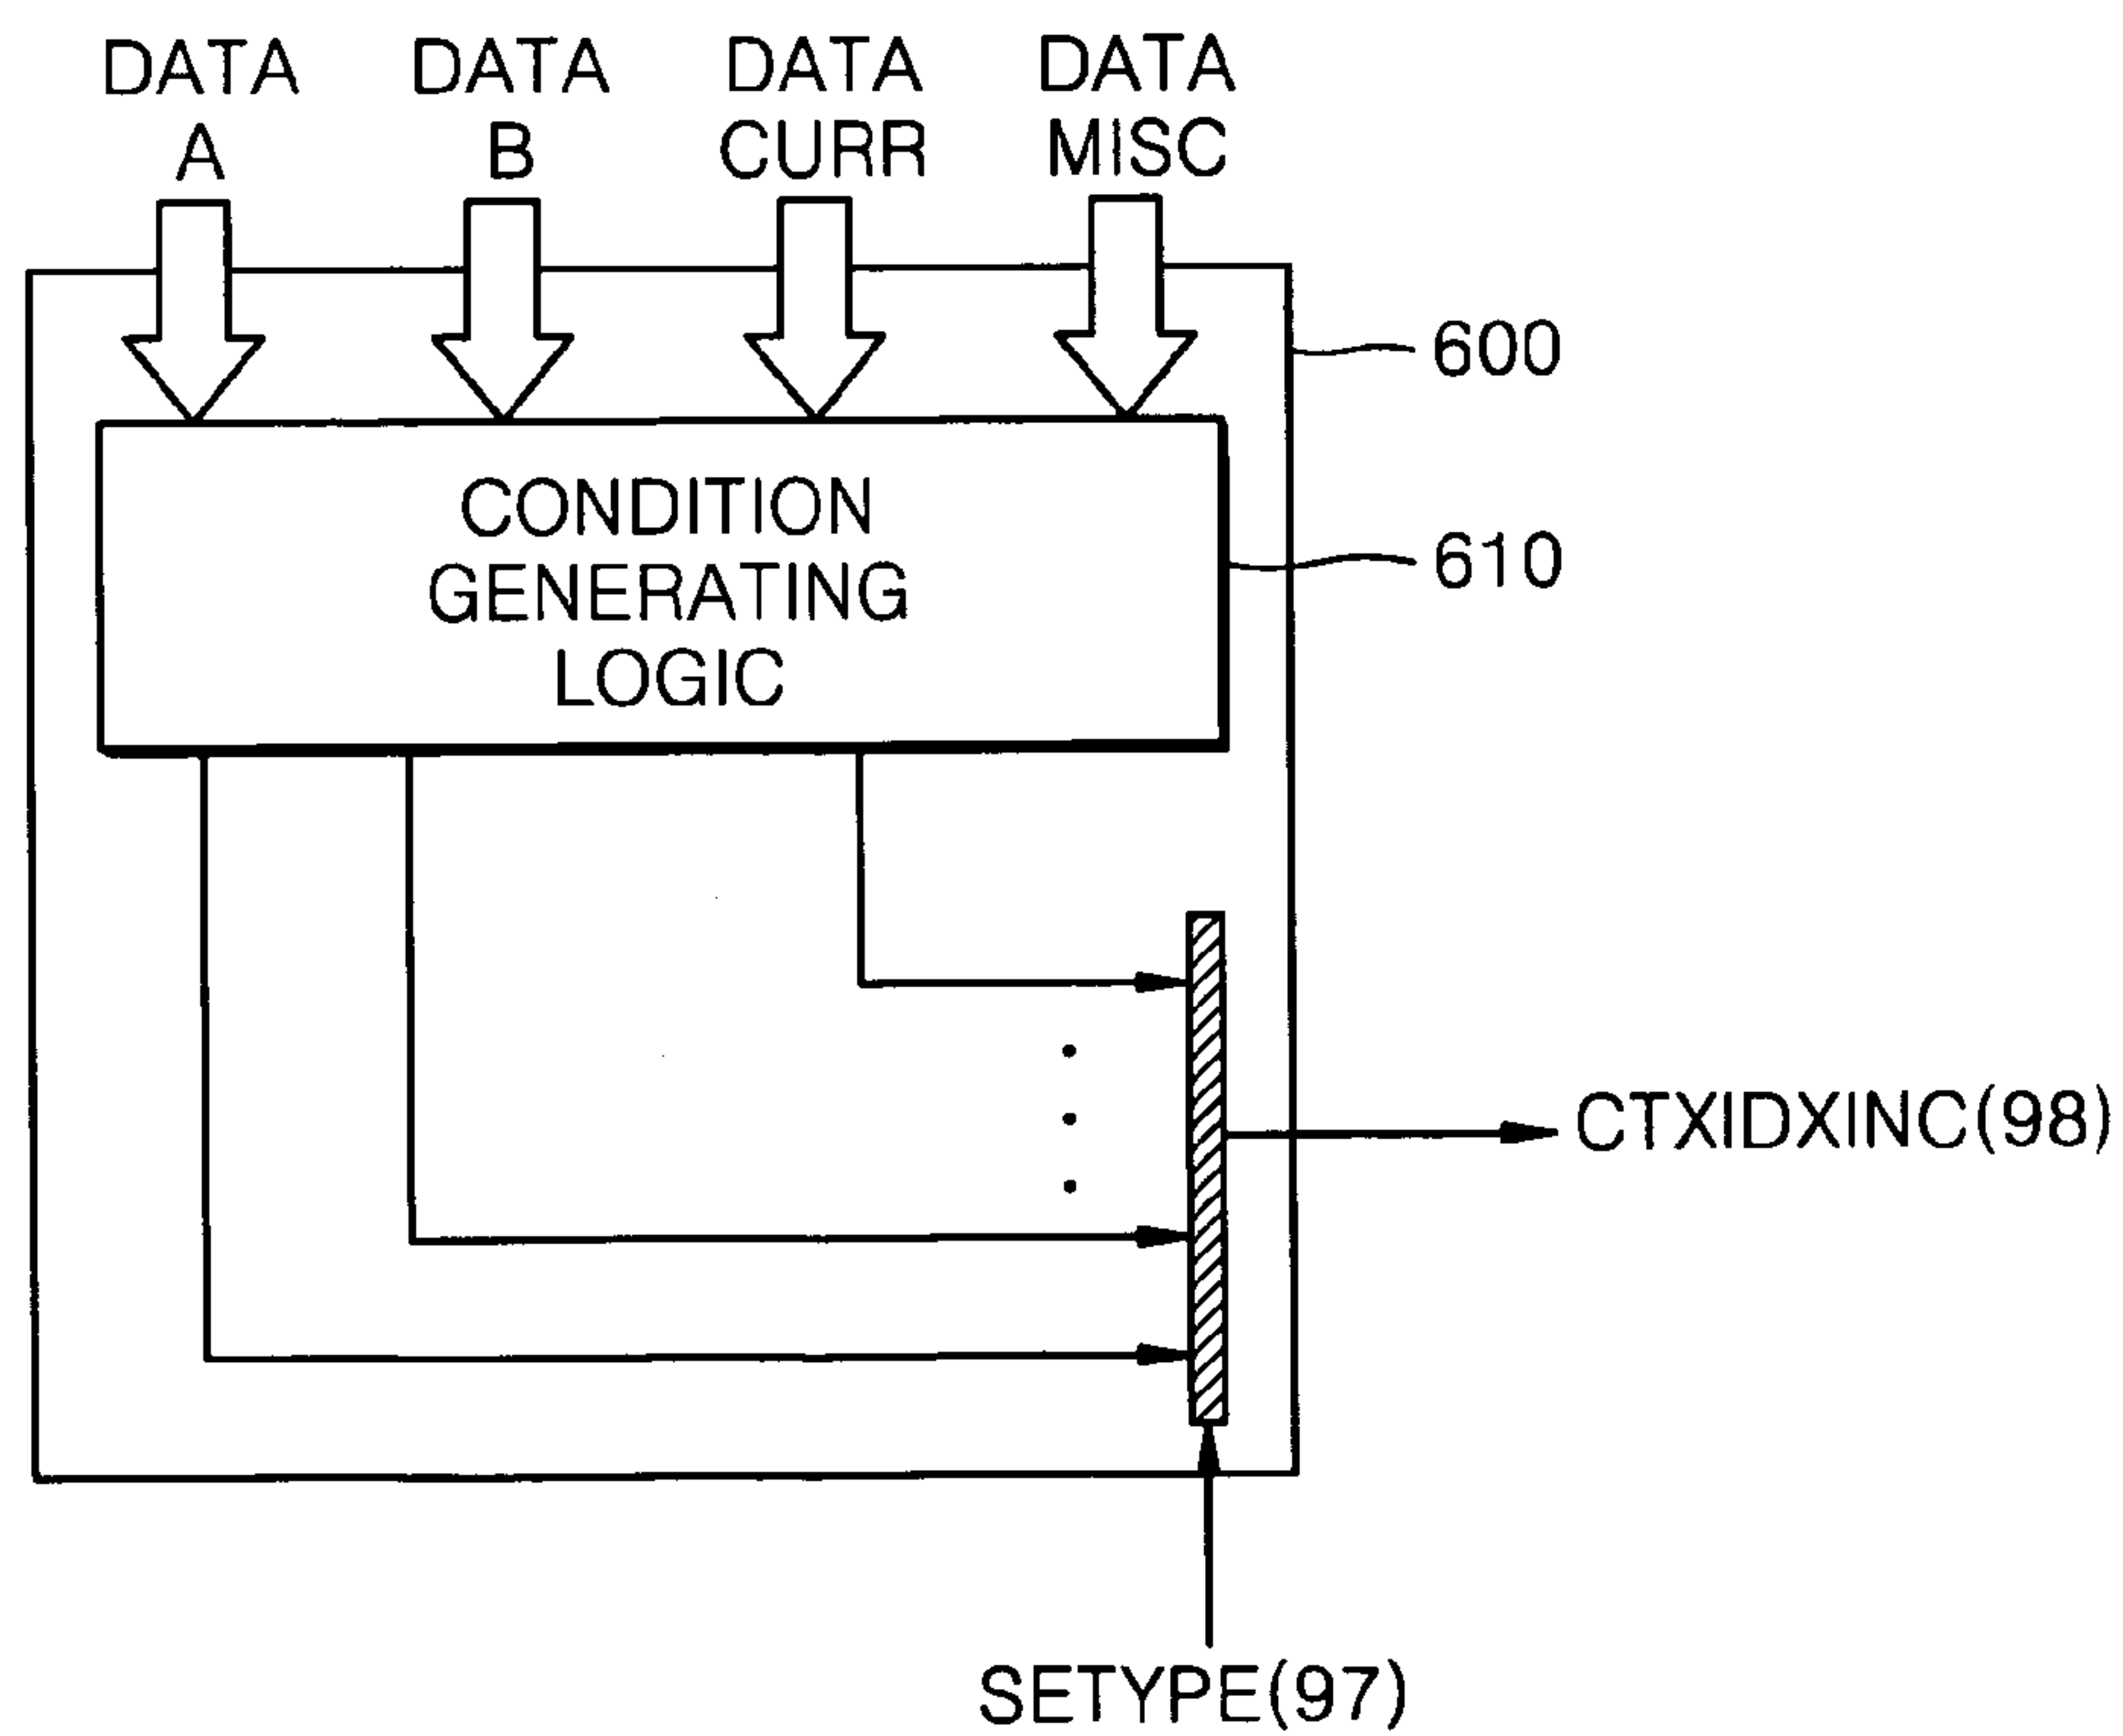 DATA A
DATA B
DATA CURR
DATA MISC
600
CONDITION
GENERATING
LOGIC
610
CTXIDXINC(98)
SETYPE(97)